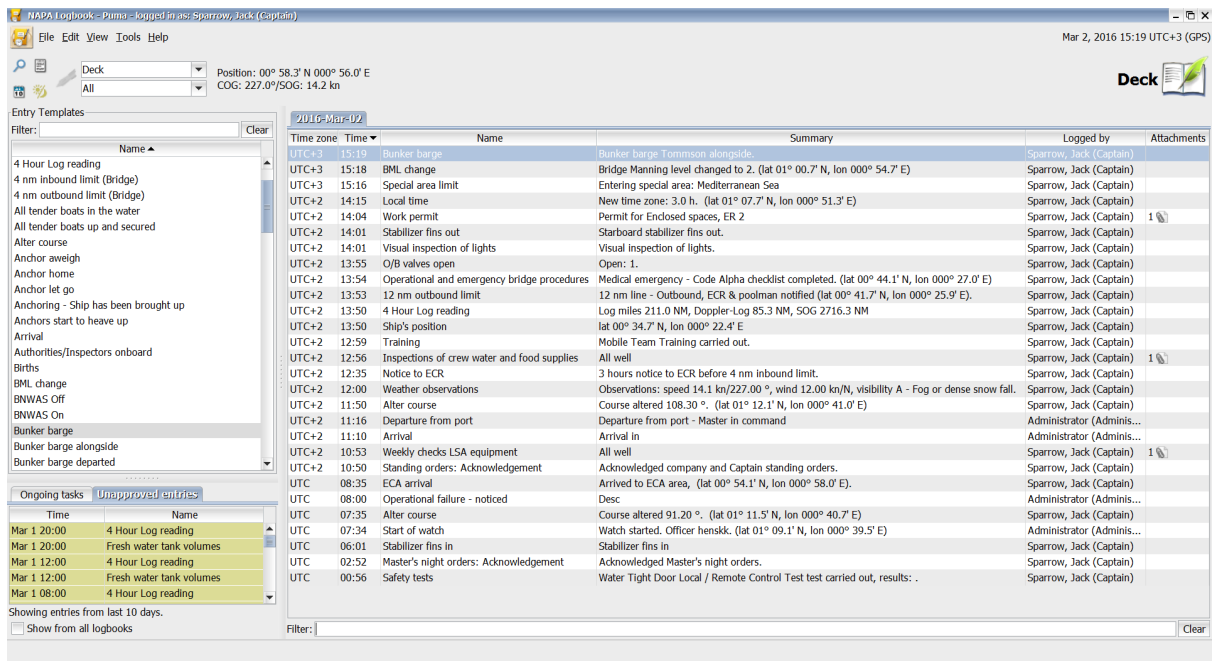 NAPA Logbook - Puma - logged in as: Sparrow, Jack (Captain)
File Edit View Tools Help
Mar 2, 2016 15:19 UTC+3 (GPS)
Deck
All
Position: 00° 58.3' N 000° 56.0' E
COG: 227.0°/SOG: 14.2 kn
Deck
Entry Templates
Filter: Clear
Name
4 Hour Log reading
4 nm inbound limit (Bridge)
4 nm outbound limit (Bridge)
All tender boats in the water
All tender boats up and secured
Alter course
Anchor aweigh
Anchor home
Anchor let go
Anchoring - Ship has been brought up
Anchors start to heave up
Arrival
Authorities/Inspectors onboard
Births
BML change
BNWAS Off
BNWAS On
Bunker barge
Bunker barge alongside
Bunker barge departed
Ongoing tasks Unapproved entries
Time Name
Mar 1 20:00 4 Hour Log reading
Mar 1 20:00 Fresh water tank volumes
Mar 1 12:00 4 Hour Log reading
Mar 1 12:00 Fresh water tank volumes
Mar 1 08:00 4 Hour Log reading
Showing entries from last 10 days.
Show from all logbooks
2016-Mar-02
Time zone Time Name Summary Logged by Attachments
UTC+3 15:19 Bunker barge Bunker barge Tommson alongside. Sparrow, Jack (Captain)
UTC+3 15:18 BML change Bridge Manning level changed to 2. (lat 01° 00.7' N, lon 000° 54.7' E) Sparrow, Jack (Captain)
UTC+3 15:16 Special area limit Entering special area: Mediterranean Sea Sparrow, Jack (Captain)
UTC+2 14:15 Local time New time zone: 3.0 h. (lat 01° 07.7' N, lon 000° 51.3' E) Sparrow, Jack (Captain)
UTC+2 14:04 Work permit Permit for Enclosed spaces, ER 2 Sparrow, Jack (Captain) 1
UTC+2 14:01 Stabilizer fins out Starboard stabilizer fins out. Sparrow, Jack (Captain)
UTC+2 14:01 Visual inspection of lights Visual inspection of lights. Sparrow, Jack (Captain)
UTC+2 13:55 O/B valves open Open: 1. Sparrow, Jack (Captain)
UTC+2 13:54 Operational and emergency bridge procedures Medical emergency - Code Alpha checklist completed. (lat 00° 44.1' N, lon 000° 27.0' E) Sparrow, Jack (Captain)
UTC+2 13:53 12 nm outbound limit 12 nm line - Outbound, ECR & poolman notified (lat 00° 41.7' N, lon 000° 25.9' E). Sparrow, Jack (Captain)
UTC+2 13:50 4 Hour Log reading Log miles 211.0 NM, Doppler-Log 85.3 NM, SOG 2716.3 NM Sparrow, Jack (Captain)
UTC+2 13:50 Ship's position lat 00° 34.7' N, lon 000° 22.4' E Sparrow, Jack (Captain)
UTC+2 12:59 Training Mobile Team Training carried out. Sparrow, Jack (Captain)
UTC+2 12:56 Inspections of crew water and food supplies All well Sparrow, Jack (Captain) 1
UTC+2 12:35 Notice to ECR 3 hours notice to ECR before 4 nm inbound limit. Sparrow, Jack (Captain)
UTC+2 12:00 Weather observations Observations: speed 14.1 kn/227.00 °, wind 12.00 kn/N, visibility A - Fog or dense snow fall. Sparrow, Jack (Captain)
UTC+2 11:50 Alter course Course altered 108.30 °. (lat 01° 12.1' N, lon 000° 41.0' E) Sparrow, Jack (Captain)
UTC+2 11:16 Departure from port Departure from port - Master in command Administrator (Adminis...
UTC+2 11:10 Arrival Arrival in Administrator (Adminis...
UTC+2 10:53 Weekly checks LSA equipment All well Sparrow, Jack (Captain) 1
UTC+2 10:50 Standing orders: Acknowledgement Acknowledged company and Captain standing orders. Sparrow, Jack (Captain)
UTC 08:35 ECA arrival Arrived to ECA area, (lat 00° 54.1' N, lon 000° 58.0' E). Sparrow, Jack (Captain)
UTC 08:00 Operational failure - noticed Desc Administrator (Adminis...
UTC 07:35 Alter course Course altered 91.20 °. (lat 01° 11.5' N, lon 000° 40.7' E) Sparrow, Jack (Captain)
UTC 07:34 Start of watch Watch started. Officer henskk. (lat 01° 09.1' N, lon 000° 39.5' E) Administrator (Adminis...
UTC 06:01 Stabilizer fins in Stabilizer fins in Sparrow, Jack (Captain)
UTC 02:52 Master's night orders: Acknowledgement Acknowledged Master's night orders. Sparrow, Jack (Captain)
UTC 00:56 Safety tests Water Tight Door Local / Remote Control Test test carried out, results: . Sparrow, Jack (Captain)
Filter: Clear